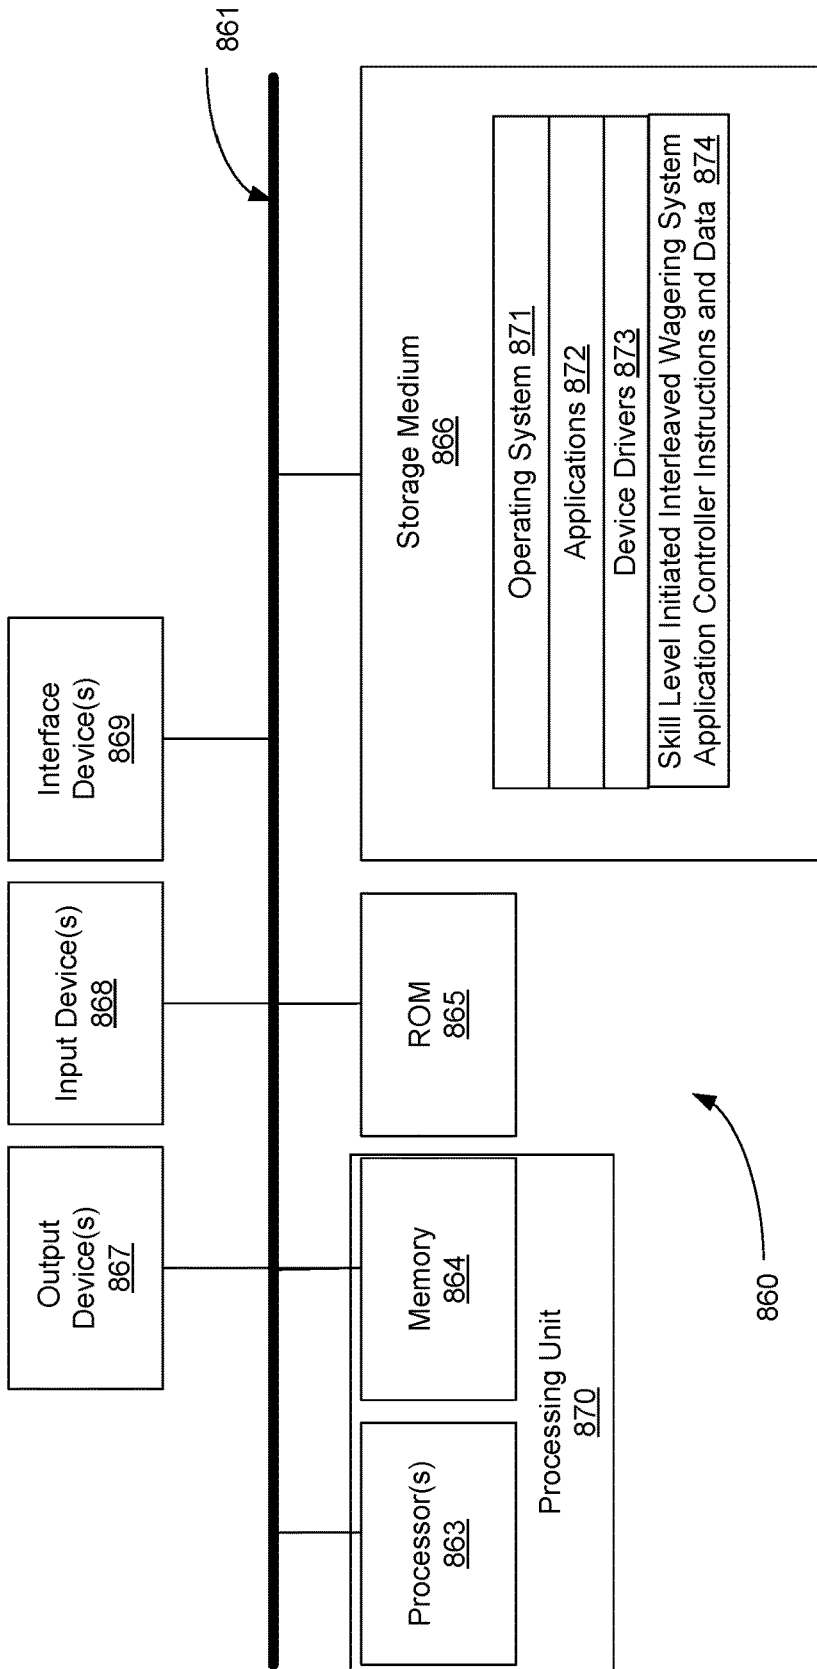 861
Output
Device(s)
867
Input Device(s)
868
Interface
Device(s)
869
Processor(s)
863
Memory
864
Processing Unit
870
ROM
865
Storage Medium
866
Operating System 871
Applications 872
Device Drivers 873
Skill Level Initiated Interleaved Wagering System
Application Controller Instructions and Data 874
860